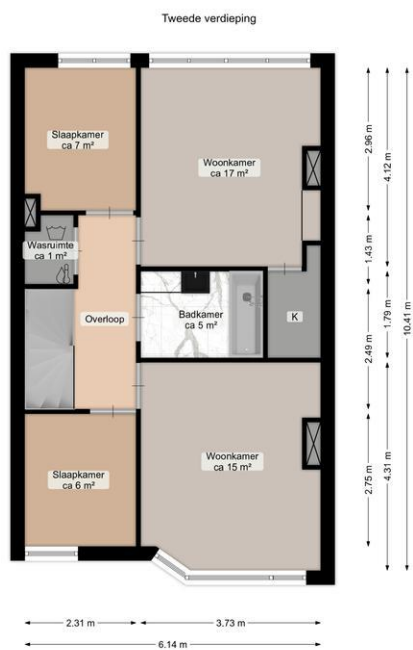 Tweede verdieping
Slaapkamer
ca 7 m²
Woonkamer
ca 17 m²
Wasruimte
ca 1 m²
Overloop
Badkamer
ca 5 m²
K
Woonkamer
ca 15 m²
Slaapkamer
ca 6 m²
2.96 m
4.12 m
1.43 m
1.79 m
10.41 m
2.49 m
4.31 m
2.75 m
2.31 m
3.73 m
6.14 m